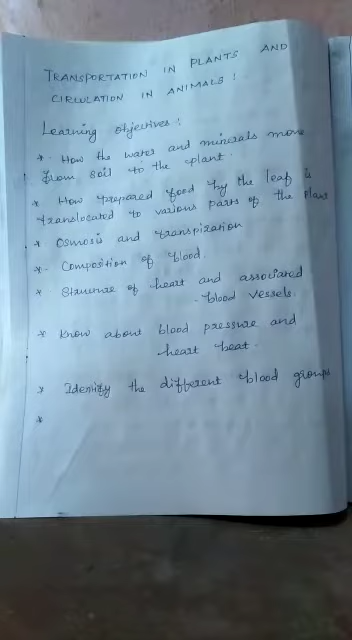 TRANSPORTATION IN PLANTS AND
CIRCULATION IN ANIMALS:
Learning objectives:
* How the water and minerals move
from soil to the plant.
* How prepared food by the leaf is
translocated to various parts of the plant
* Osmosis and transpiration
* Composition of blood.
* Structure of heart and associated
blood vessels.
* Know about blood pressure and
heart beat.
* Identify the different blood groups
*